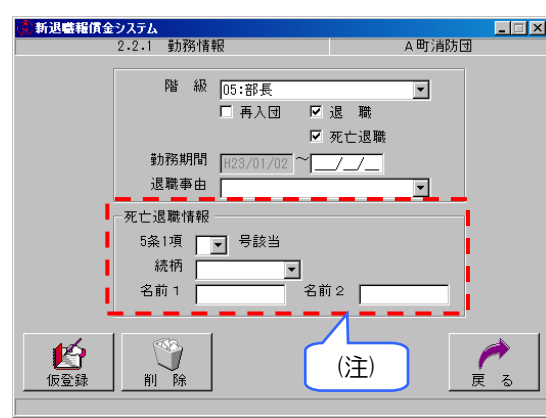 新退職報償金システム
2.2.1 勤務情報 A町消防団
階 級 05:部長
再入団 退 職
死亡退職
勤務期間 H23/01/02 ～ __/__/__
退職事由
死亡退職情報
5条1項 号該当
続柄
名前1 名前2
(注)
仮登録 削 除 戻 る